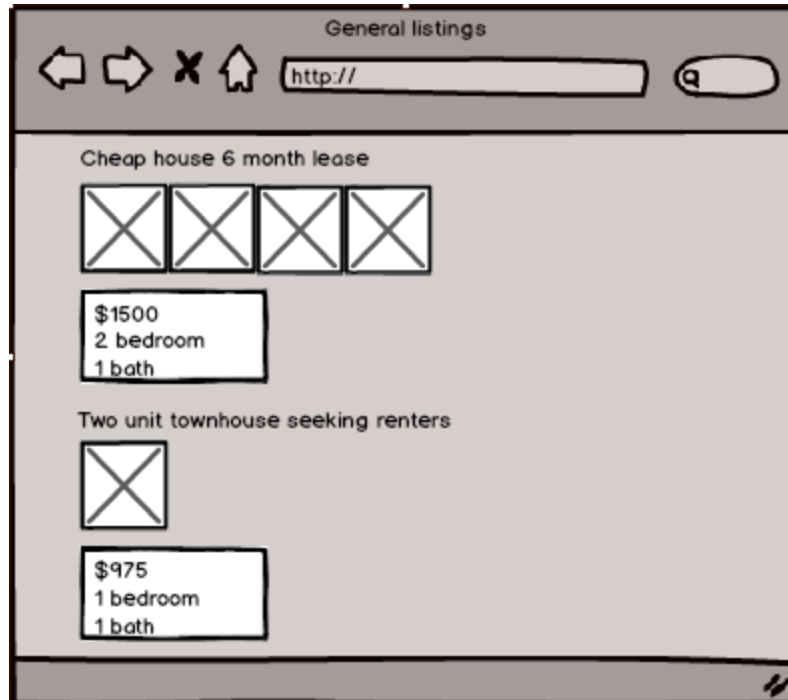 General listings
http://
Cheap house 6 month lease
$1500
2 bedroom
1 bath
Two unit townhouse seeking renters
$975
1 bedroom
1 bath